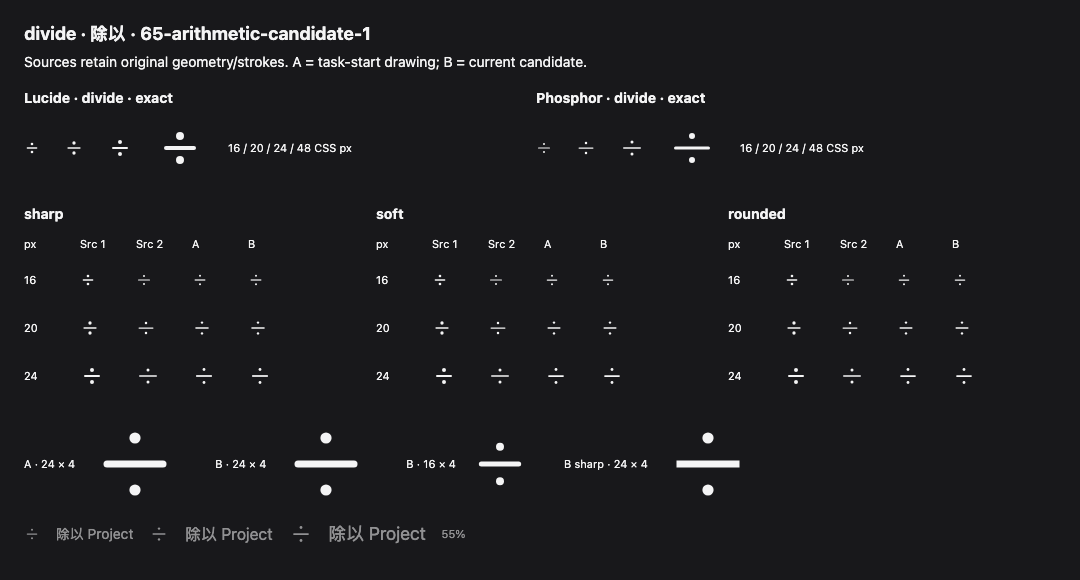 divide · 除以 · 65-arithmetic-candidate-1
Sources retain original geometry/strokes. A = task-start drawing; B = current candidate.
Lucide · divide · exact
Phosphor · divide · exact
÷ ÷ ÷ ÷ 16 / 20 / 24 / 48 CSS px
÷ ÷ ÷ ÷ 16 / 20 / 24 / 48 CSS px
sharp
px Src 1 Src 2 A B
16 ÷ ÷ ÷ ÷
20 ÷ ÷ ÷ ÷
24 ÷ ÷ ÷ ÷
soft
px Src 1 Src 2 A B
16 ÷ ÷ ÷ ÷
20 ÷ ÷ ÷ ÷
24 ÷ ÷ ÷ ÷
rounded
px Src 1 Src 2 A B
16 ÷ ÷ ÷ ÷
20 ÷ ÷ ÷ ÷
24 ÷ ÷ ÷ ÷
A · 24 × 4 ÷ B · 24 × 4 ÷ B · 16 × 4 ÷ B sharp · 24 × 4 ÷
÷ 除以 Project ÷ 除以 Project ÷ 除以 Project 55%